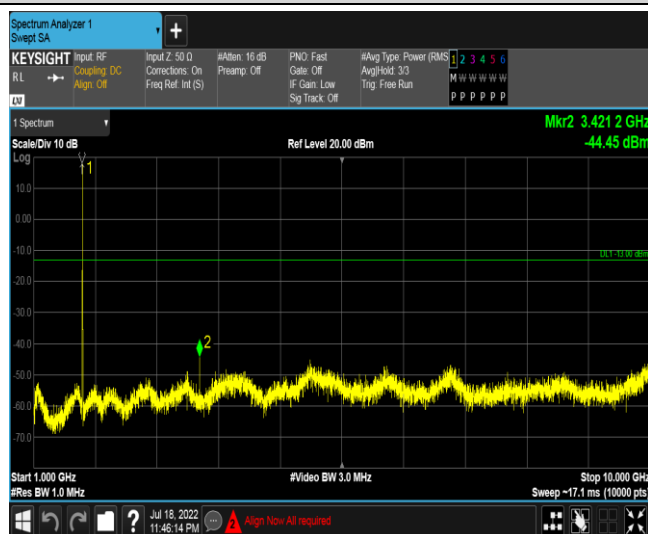 Spectrum Analyzer 1
Swept SA
+
KEYSIGHT
RL
LXI
Input: RF
Coupling: DC
Align: Off
Input Z: 50 Ω
Corrections: On
Freq Ref: Int (S)
#Atten: 16 dB
Preamp: Off
PNO: Fast
Gate: Off
IF Gain: Low
Sig Track: Off
#Avg Type: Power (RMS
Avg|Hold: 3/3
Trig: Free Run
1 2 3 4 5 6
M W W W W W
P P P P P P
1 Spectrum
Mkr2 3.421 2 GHz
Scale/Div 10 dB
Ref Level 20.00 dBm
-44.45 dBm
Log
1
10.0
0.00
-10.0
DL1 -13.00 dBm
-20.0
-30.0
-40.0
2
-50.0
-60.0
-70.0
Start 1.000 GHz
#Video BW 3.0 MHz
Stop 10.000 GHz
#Res BW 1.0 MHz
Sweep ~17.1 ms (10000 pts)
?
Jul 18, 2022
11:46:14 PM
2
Align Now All required